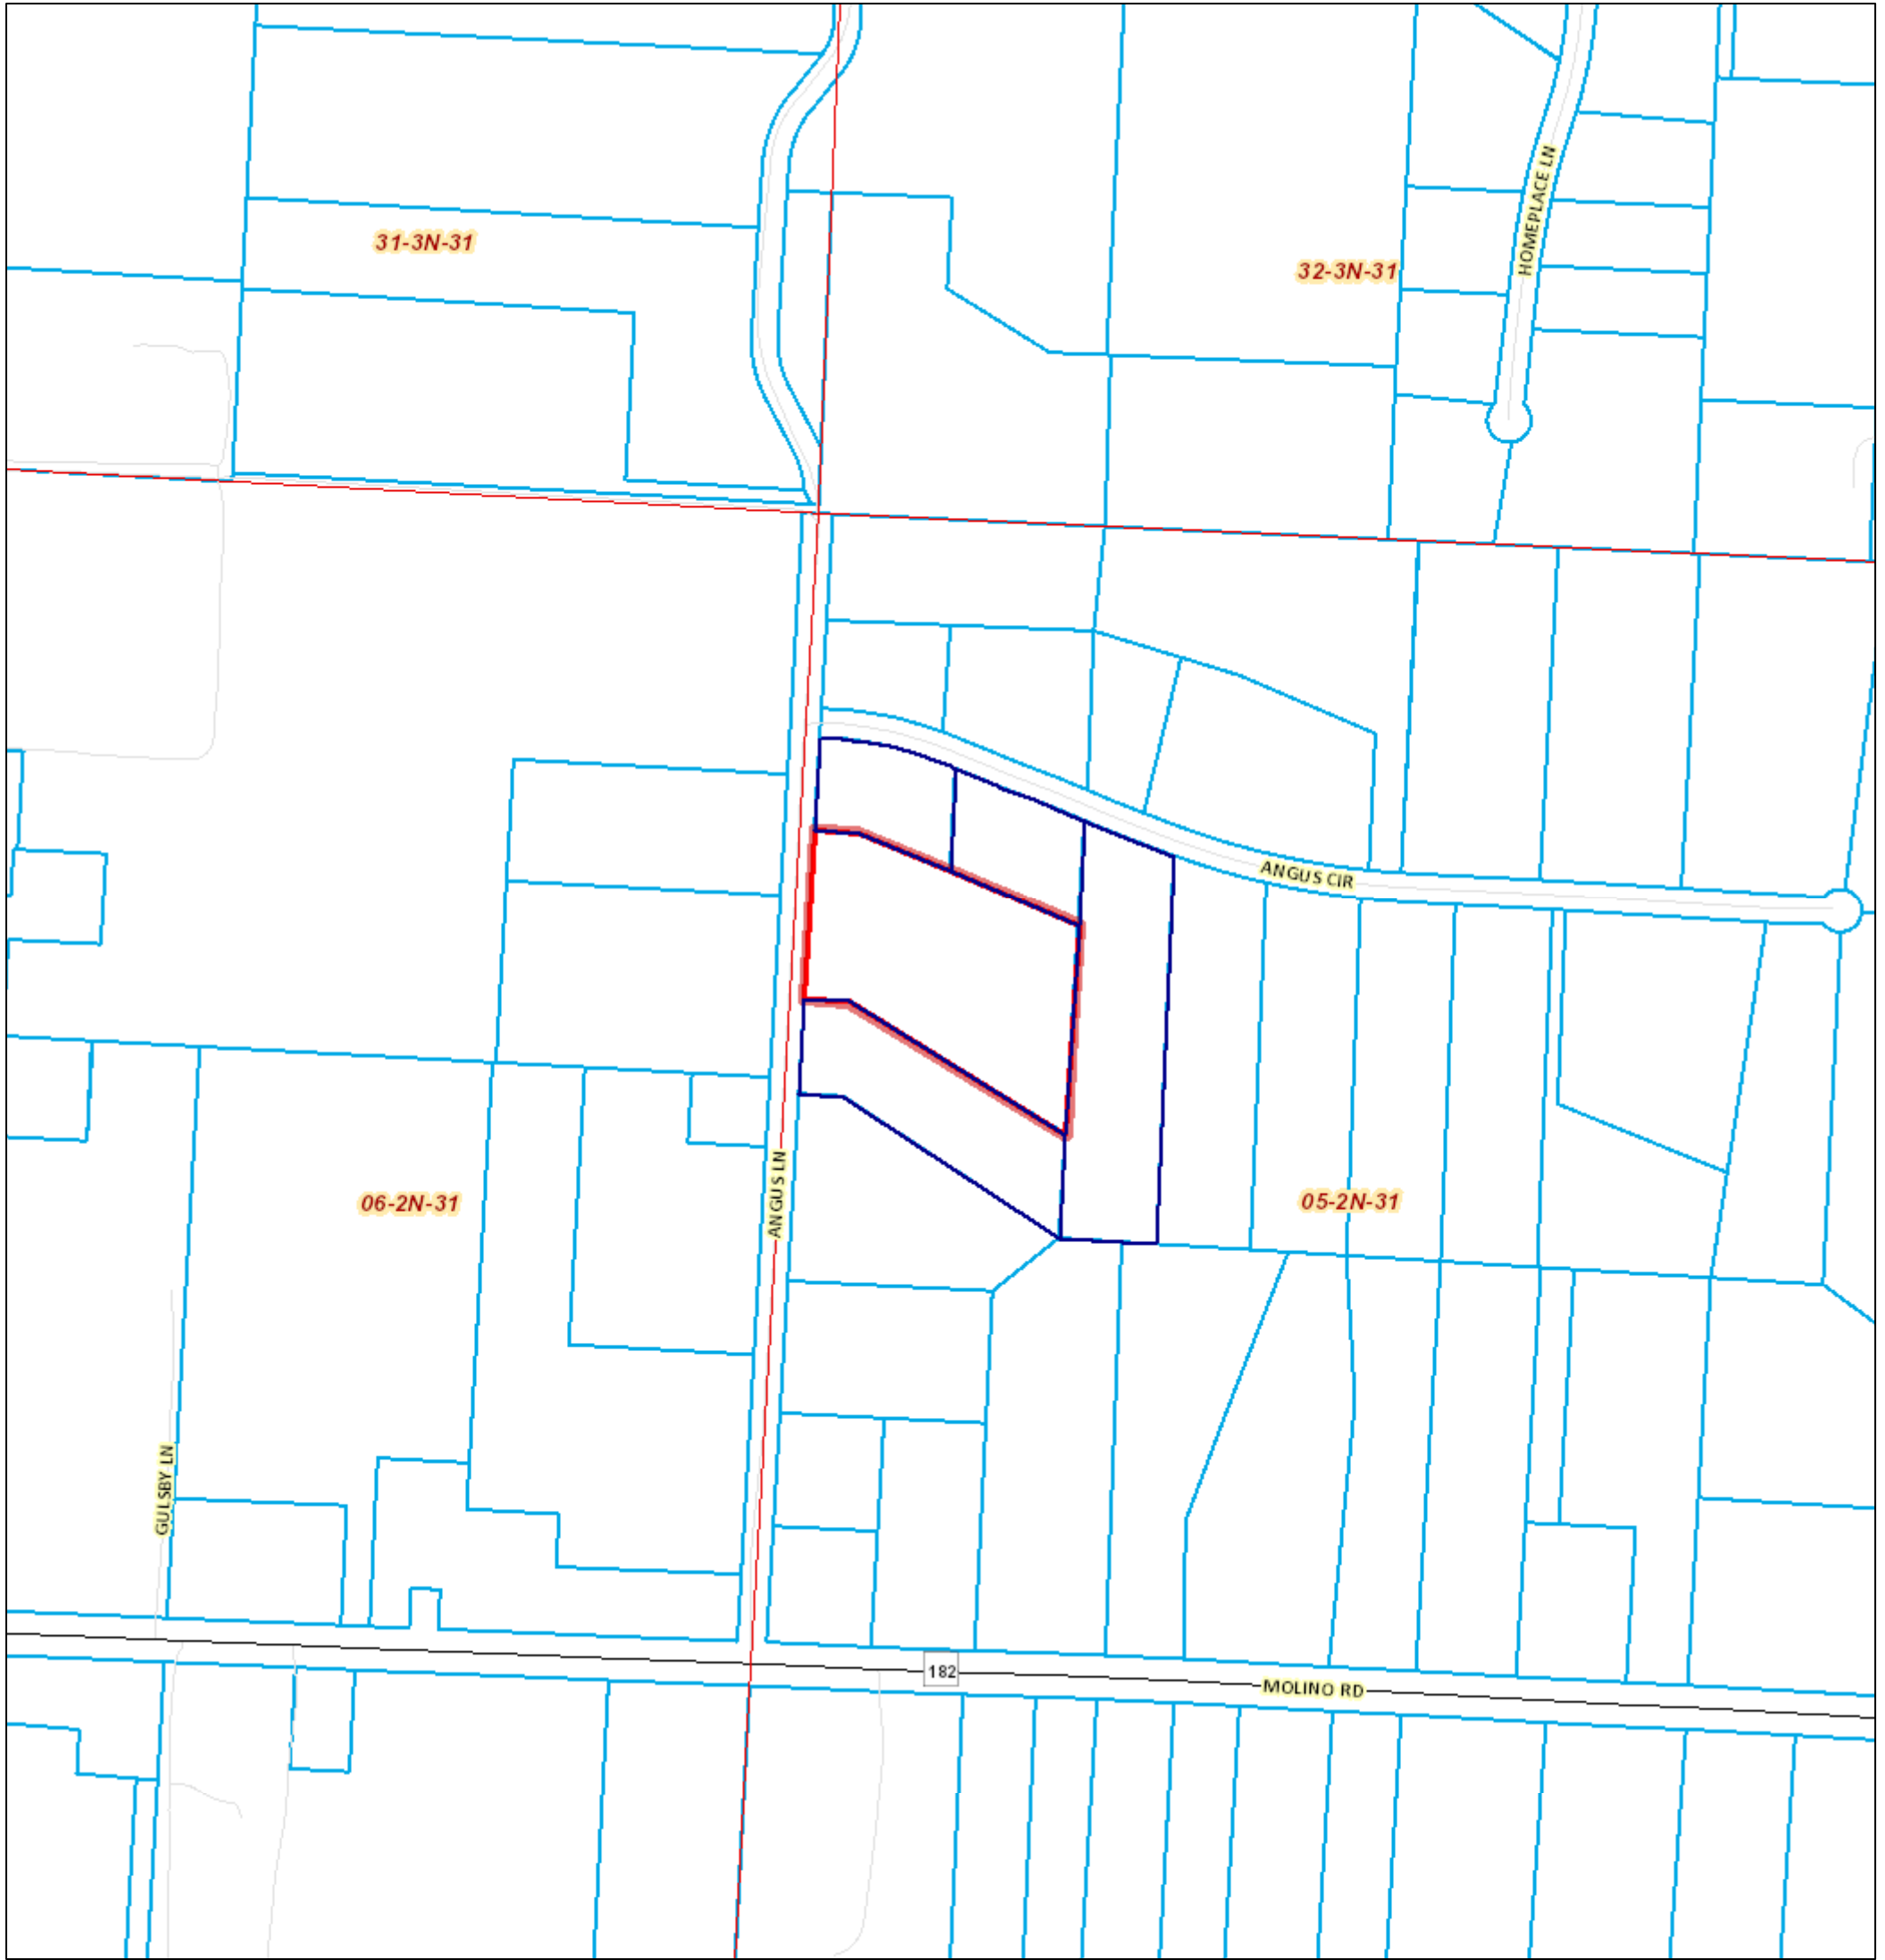 HOMEPLACE LN
31-3N-31
32-3N-31
ANGUS CIR
ANGUS LN
06-2N-31
05-2N-31
GULSBY LN
182
MOLINO RD